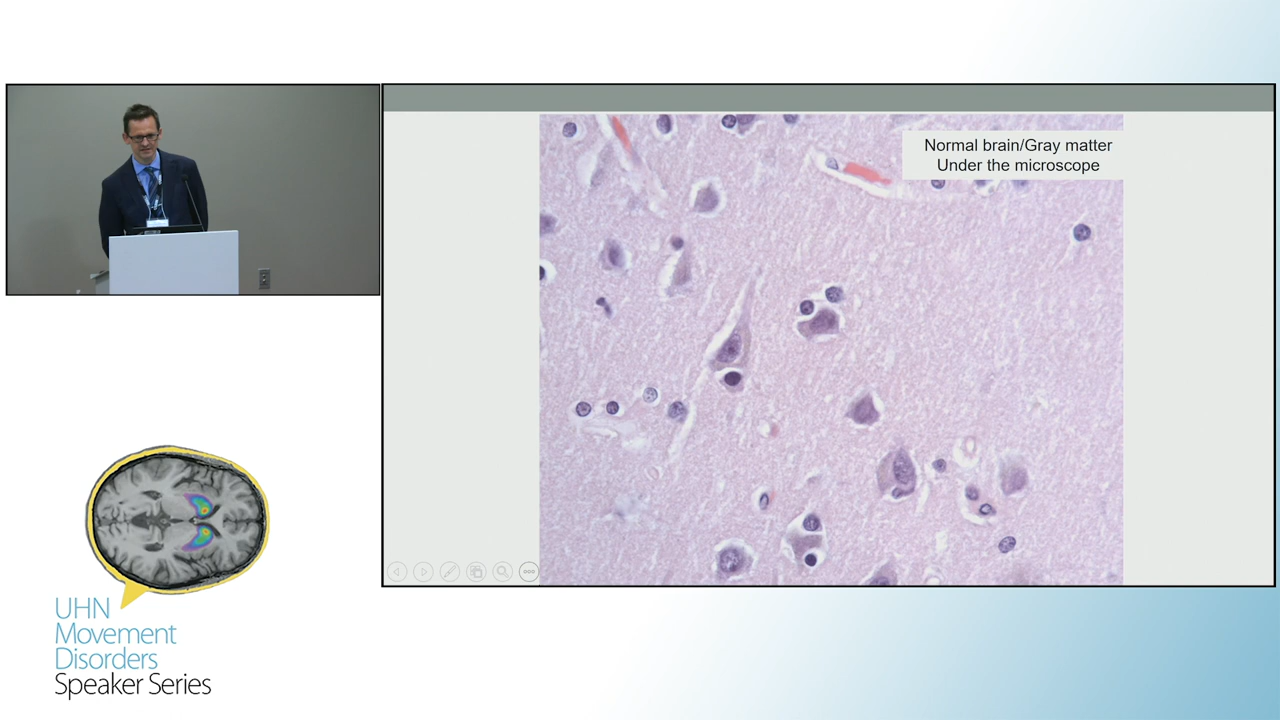 Normal brain/Gray matter
Under the microscope
UHN
Movement
Disorders
Speaker Series